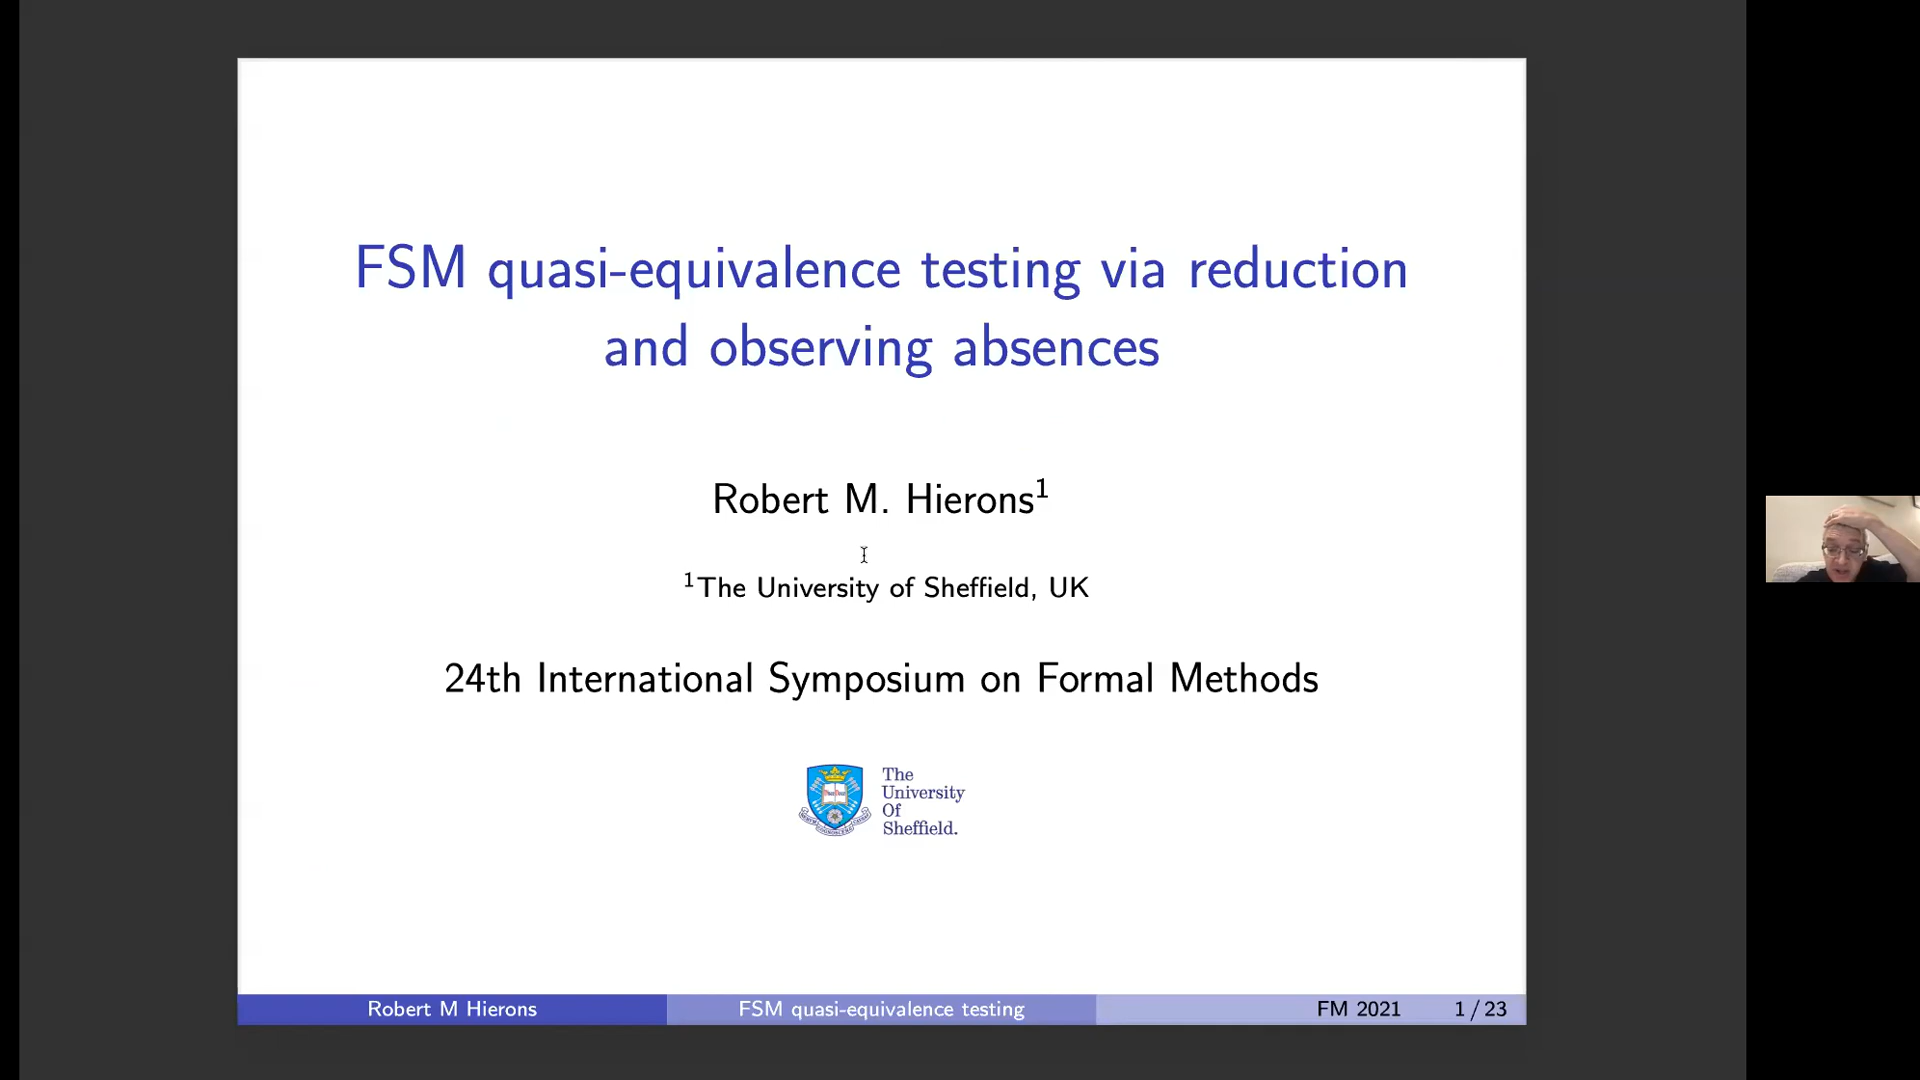 FSM quasi-equivalence testing via reduction
and observing absences
Robert M. Hierons¹
¹The University of Sheffield, UK
24th International Symposium on Formal Methods
The
University
Of
Sheffield.
Robert M Hierons FSM quasi-equivalence testing FM 2021 1 / 23